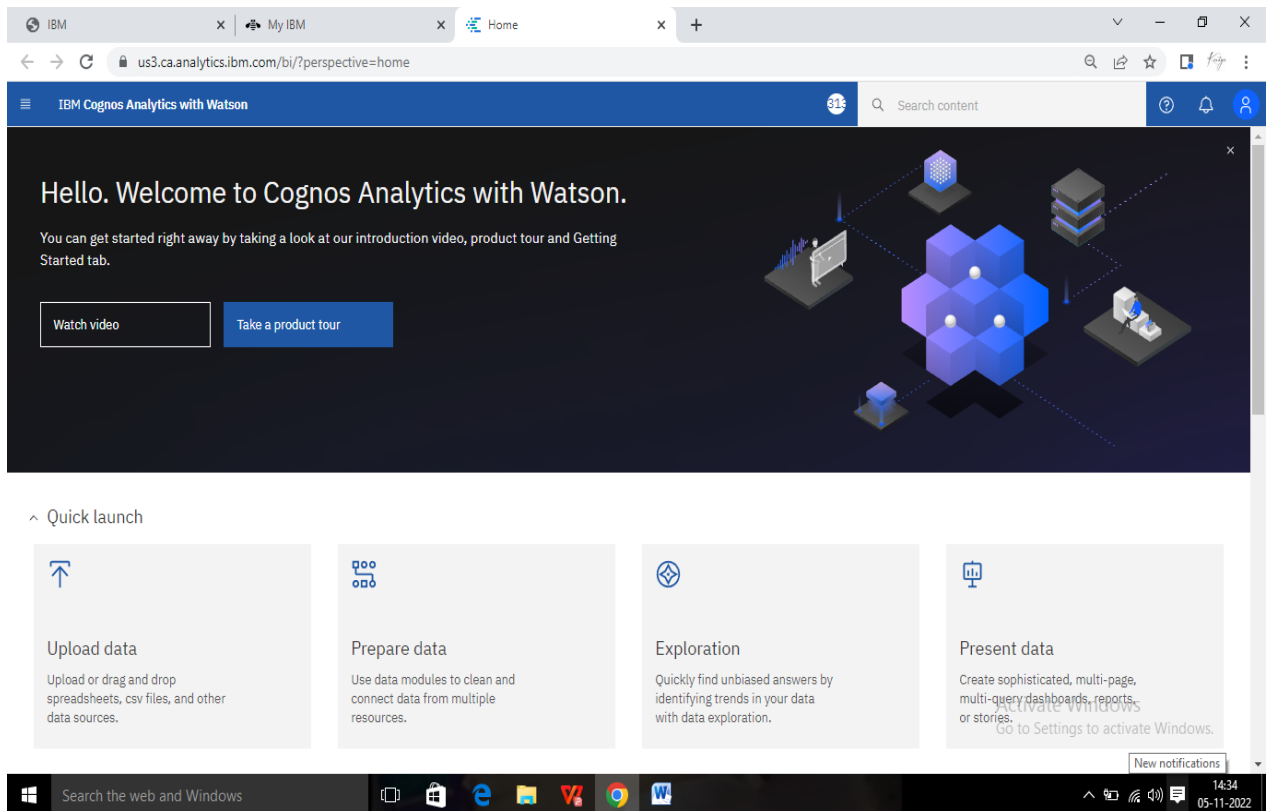 IBM
My IBM
Home
us3.ca.analytics.ibm.com/bi/?perspective=home
IBM Cognos Analytics with Watson
Search content
Hello. Welcome to Cognos Analytics with Watson.
You can get started right away by taking a look at our introduction video, product tour and Getting
Started tab.
Watch video
Take a product tour
Quick launch
Upload data
Upload or drag and drop
spreadsheets, csv files, and other
data sources.
Prepare data
Use data modules to clean and
connect data from multiple
resources.
Exploration
Quickly find unbiased answers by
identifying trends in your data
with data exploration.
Present data
Create sophisticated, multi-page,
multi-query dashboards, reports,
or stories.
Activate Windows
Go to Settings to activate Windows.
New notifications
Search the web and Windows
14:34
05-11-2022